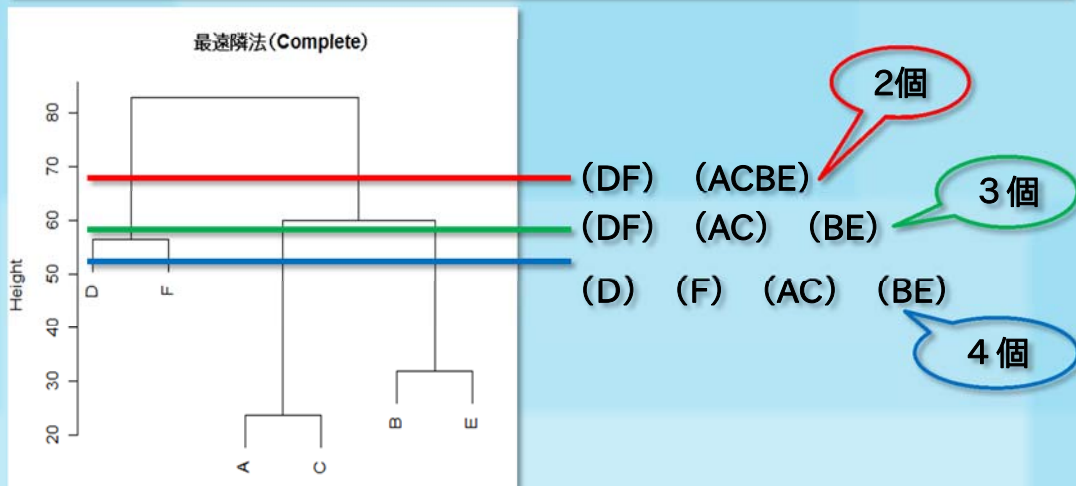 最遠隣法(Complete)
Height
80
70
60
50
40
30
20
D
F
A
C
B
E
2個
（DF）　（ACBE）
３個
（DF）　（AC）　（BE）
（D）　（F）　（AC）　（BE）
４個